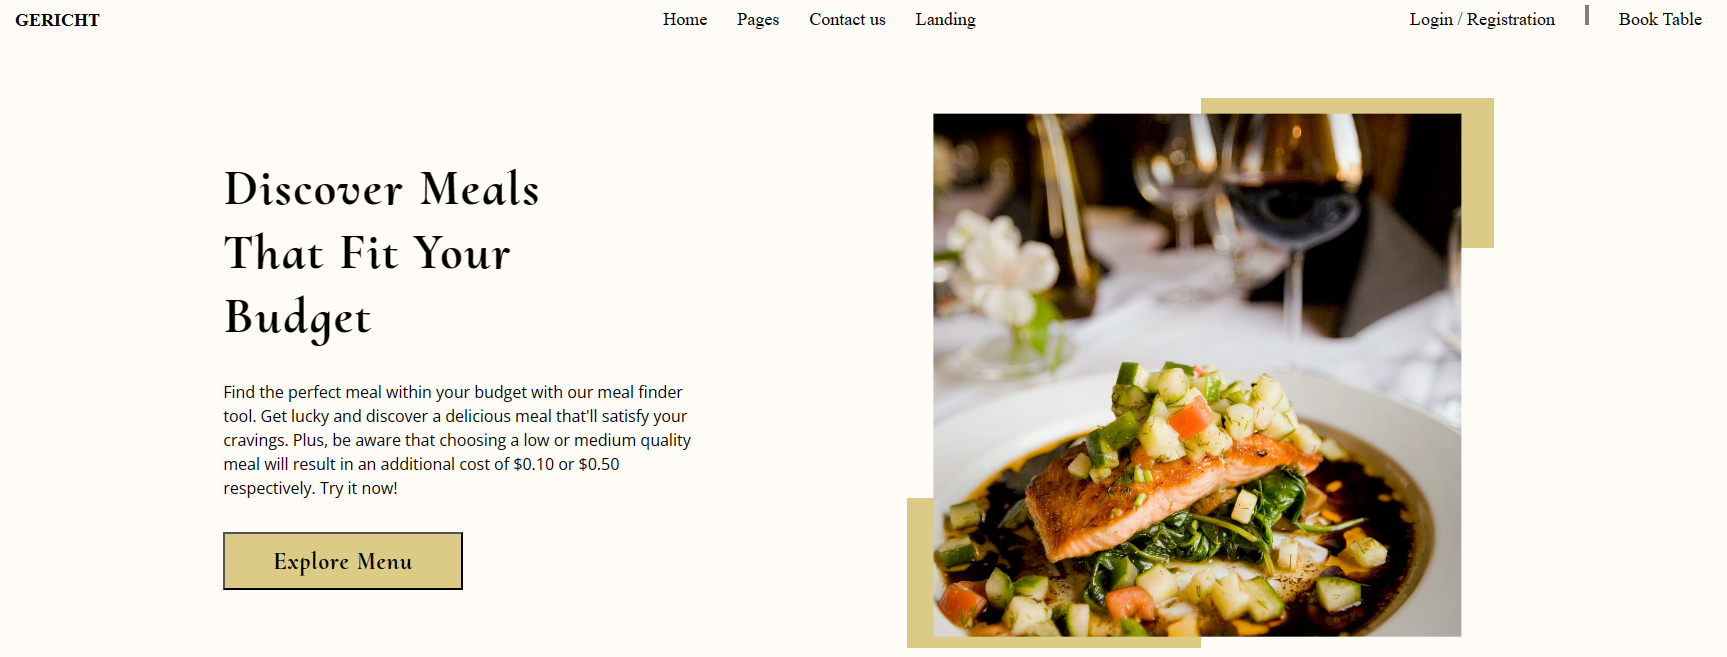 GERICHT
Home Pages Contact us Landing
Login / Registration Book Table
Discover Meals
That Fit Your
Budget
Find the perfect meal within your budget with our meal finder
tool. Get lucky and discover a delicious meal that'll satisfy your
cravings. Plus, be aware that choosing a low or medium quality
meal will result in an additional cost of $0.10 or $0.50
respectively. Try it now!
Explore Menu